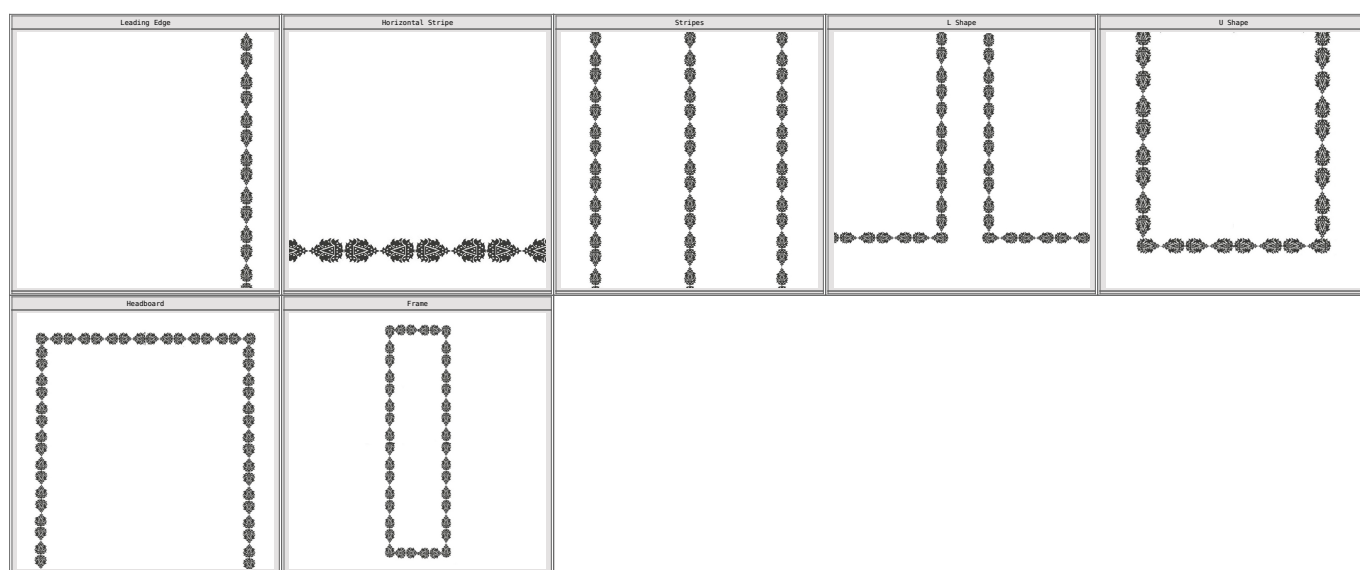 Leading Edge
Horizontal Stripe
Stripes
L Shape
U Shape
Headboard
Frame